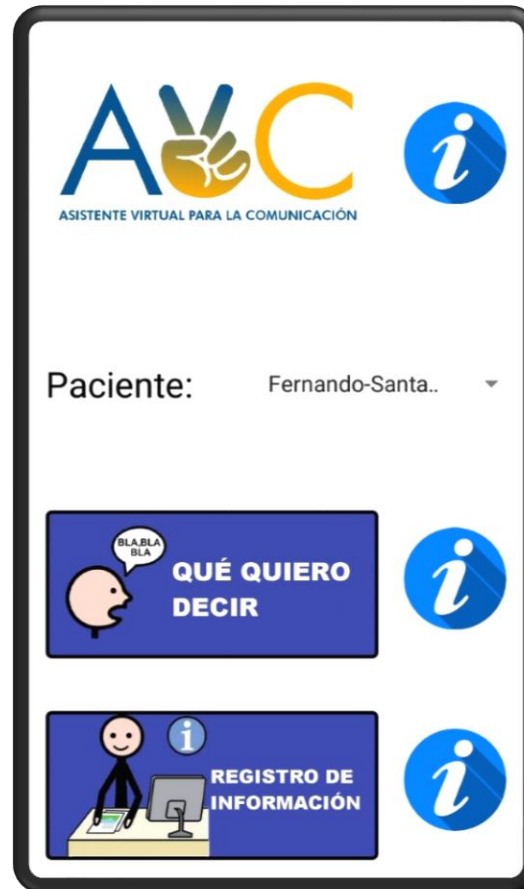 AVC
ASISTENTE VIRTUAL PARA LA COMUNICACIÓN
i
Paciente: Fernando-Santa..
BLA,BLA
BLA
QUÉ QUIERO
DECIR
i
i
REGISTRO DE
INFORMACIÓN
i